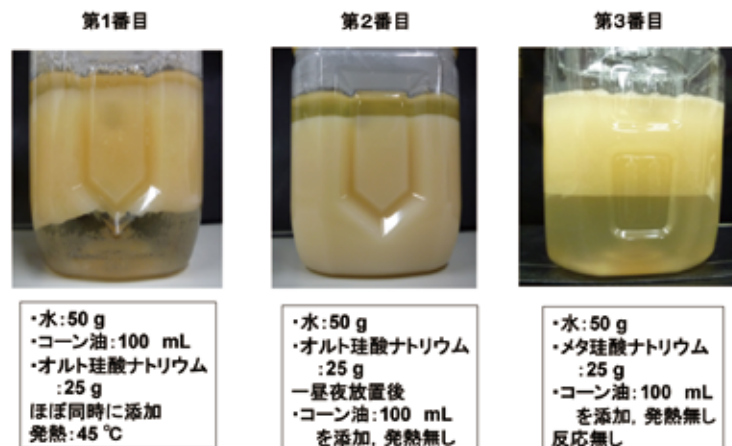 第1番目
第2番目
第3番目
・水:50 g
・コーン油:100 mL
・オルト珪酸ナトリウム
:25 g
ほぼ同時に添加
発熱:45 ℃
・水:50 g
・オルト珪酸ナトリウム
:25 g
一昼夜放置後
・コーン油:100 mL
を添加, 発熱無し
・水:50 g
・メタ珪酸ナトリウム
:25 g
・コーン油:100 mL
を添加, 発熱無し
反応無し